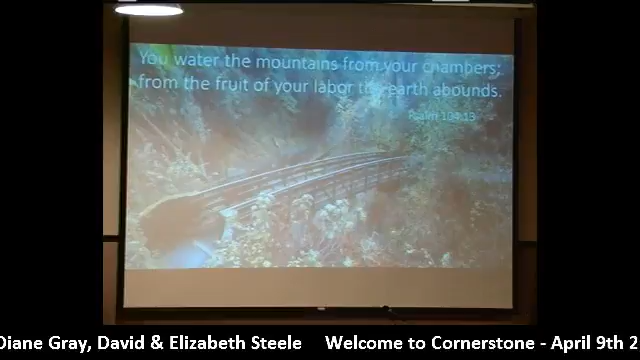 You water the mountains from your chambers;
from the fruit of your labor the earth abounds.
Psalm 104:13
Diane Gray, David & Elizabeth Steele Welcome to Cornerstone - April 9th 2